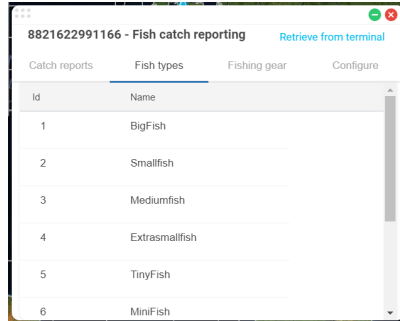 8821622991166 - Fish catch reporting
Retrieve from terminal
Catch reports Fish types Fishing gear Configure
Id Name
1 BigFish
2 Smallfish
3 Mediumfish
4 Extrasmallfish
5 TinyFish
6 MiniFish